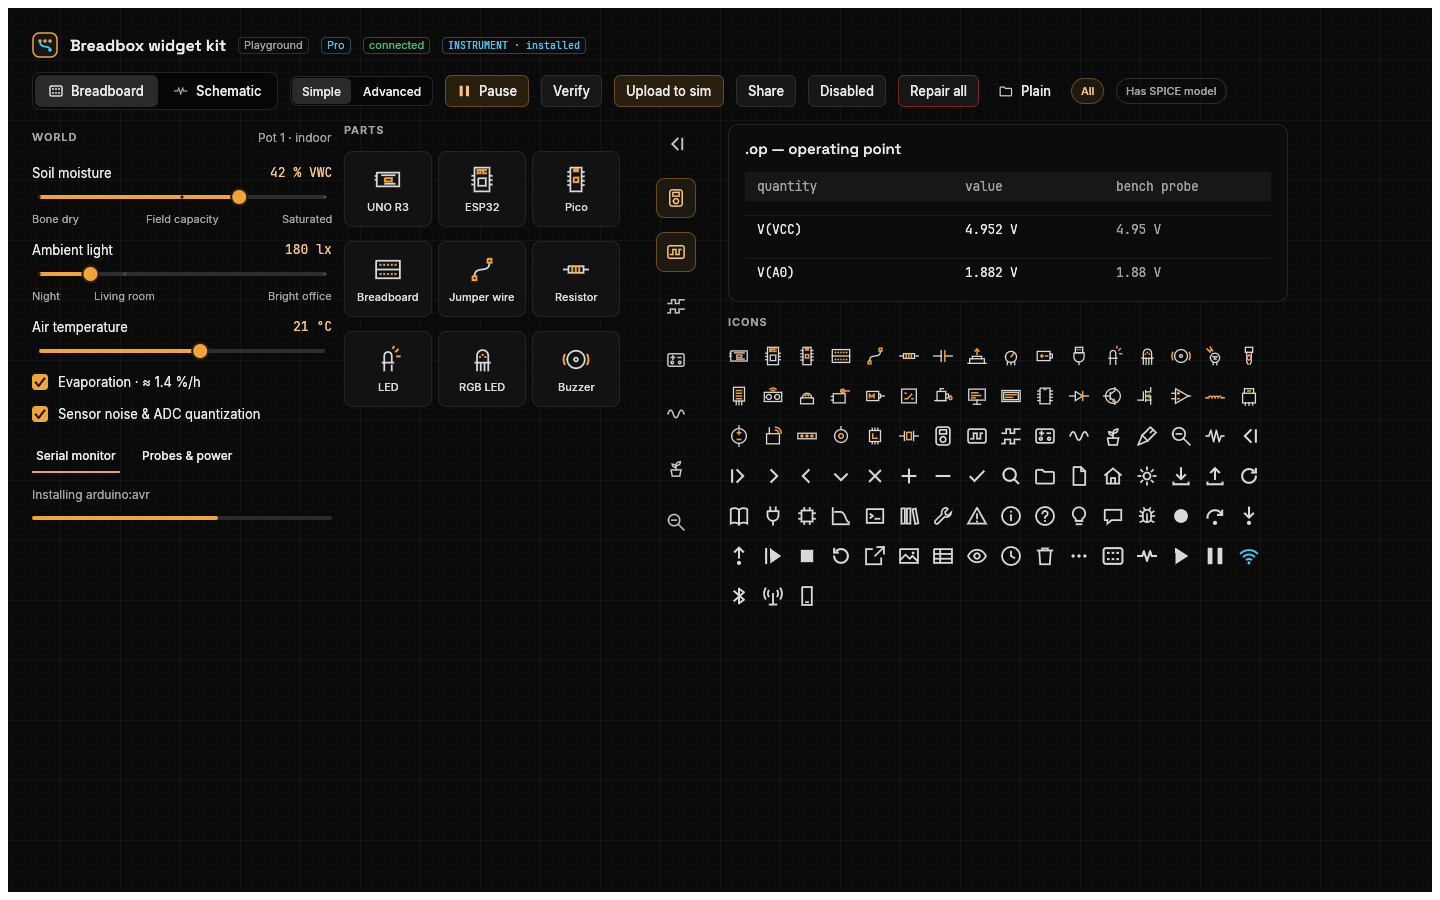 Breadbox widget kit Playground Pro connected INSTRUMENT · installed
Breadboard Schematic Simple Advanced Pause Verify Upload to sim Share Disabled Repair all Plain All Has SPICE model
WORLD Pot 1 · indoor
Soil moisture 42 % VWC
Bone dry Field capacity Saturated
Ambient light 180 lx
Night Living room Bright office
Air temperature 21 °C
Evaporation · ≈ 1.4 %/h
Sensor noise & ADC quantization
Serial monitor Probes & power
Installing arduino:avr
PARTS
UNO R3 ESP32 Pico
Breadboard Jumper wire Resistor
LED RGB LED Buzzer
.op — operating point
quantity value bench probe
V(VCC) 4.952 V 4.95 V
V(A0) 1.882 V 1.88 V
ICONS